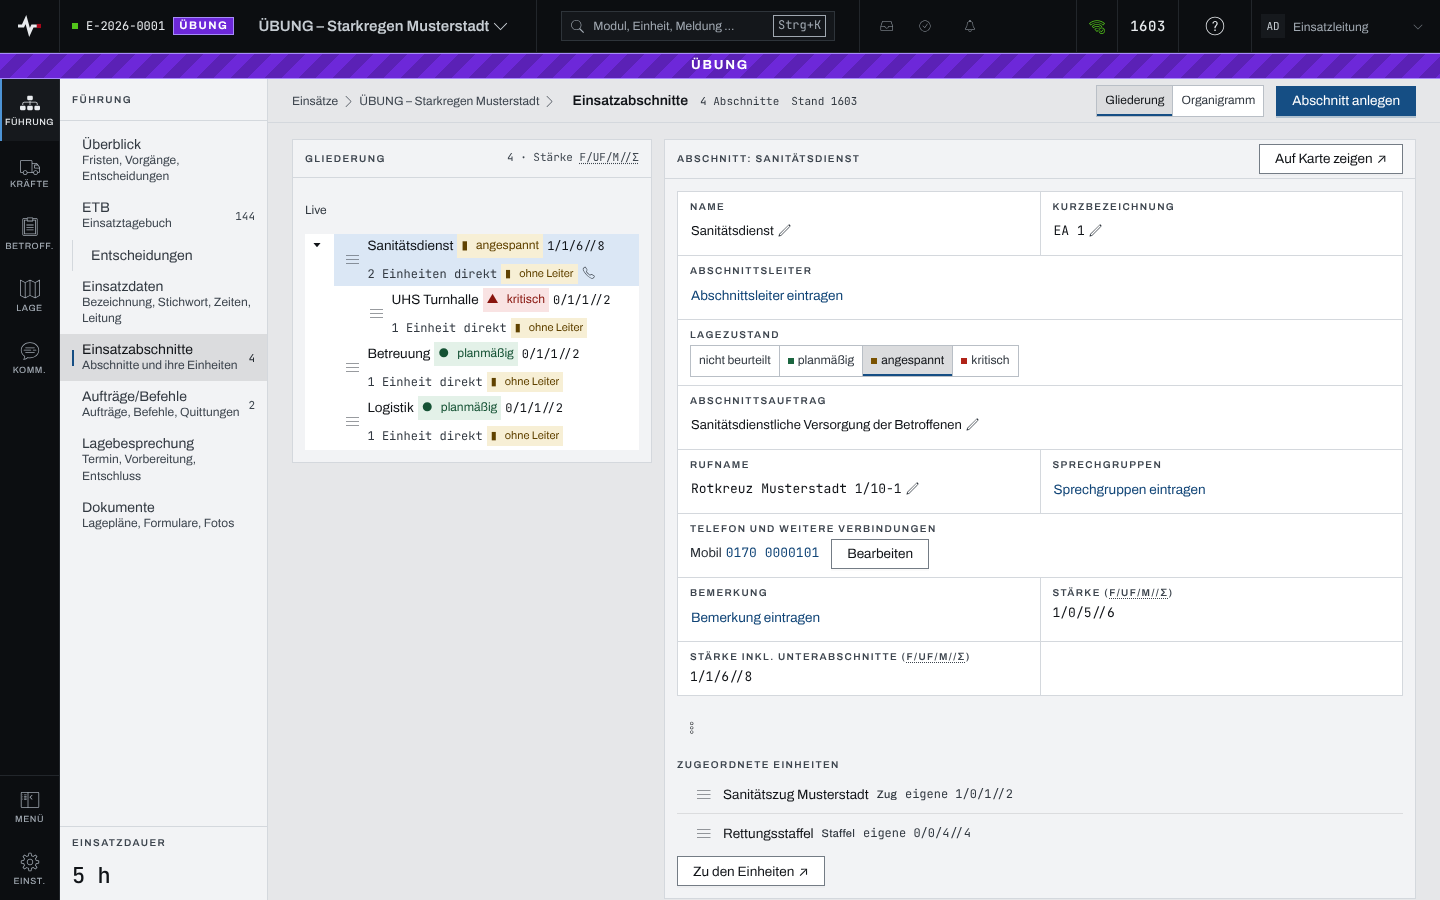 E-2026-0001 ÜBUNG ÜBUNG – Starkregen Musterstadt Modul, Einheit, Meldung ... Strg+K 1603 ? AD Einsatzleitung
ÜBUNG
FÜHRUNG
KRÄFTE
BETROFF.
LAGE
KOMM.
MENÜ
EINST.
FÜHRUNG
Überblick
Fristen, Vorgänge,
Entscheidungen
ETB
Einsatztagebuch 144
Entscheidungen
Einsatzdaten
Bezeichnung, Stichwort, Zeiten,
Leitung
Einsatzabschnitte
Abschnitte und ihre Einheiten 4
Aufträge/Befehle
Aufträge, Befehle, Quittungen 2
Lagebesprechung
Termin, Vorbereitung,
Entschluss
Dokumente
Lagepläne, Formulare, Fotos
EINSATZDAUER
5 h
Einsätze ÜBUNG – Starkregen Musterstadt Einsatzabschnitte 4 Abschnitte Stand 1603 Gliederung Organigramm Abschnitt anlegen
GLIEDERUNG 4 · Stärke F/UF/M//Σ
Live
Sanitätsdienst angespannt 1/1/6//8
2 Einheiten direkt ohne Leiter
UHS Turnhalle kritisch 0/1/1//2
1 Einheit direkt ohne Leiter
Betreuung planmäßig 0/1/1//2
1 Einheit direkt ohne Leiter
Logistik planmäßig 0/1/1//2
1 Einheit direkt ohne Leiter
ABSCHNITT: SANITÄTSDIENST Auf Karte zeigen ↗
NAME KURZBEZEICHNUNG
Sanitätsdienst EA 1
ABSCHNITTSLEITER
Abschnittsleiter eintragen
LAGEZUSTAND
nicht beurteilt planmäßig angespannt kritisch
ABSCHNITTSAUFTRAG
Sanitätsdienstliche Versorgung der Betroffenen
RUFNAME SPRECHGRUPPEN
Rotkreuz Musterstadt 1/10-1 Sprechgruppen eintragen
TELEFON UND WEITERE VERBINDUNGEN
Mobil 0170 0000101 Bearbeiten
BEMERKUNG STÄRKE (F/UF/M//Σ)
Bemerkung eintragen 1/0/5//6
STÄRKE INKL. UNTERABSCHNITTE (F/UF/M//Σ)
1/1/6//8
ZUGEORDNETE EINHEITEN
Sanitätszug Musterstadt Zug eigene 1/0/1//2
Rettungsstaffel Staffel eigene 0/0/4//4
Zu den Einheiten ↗